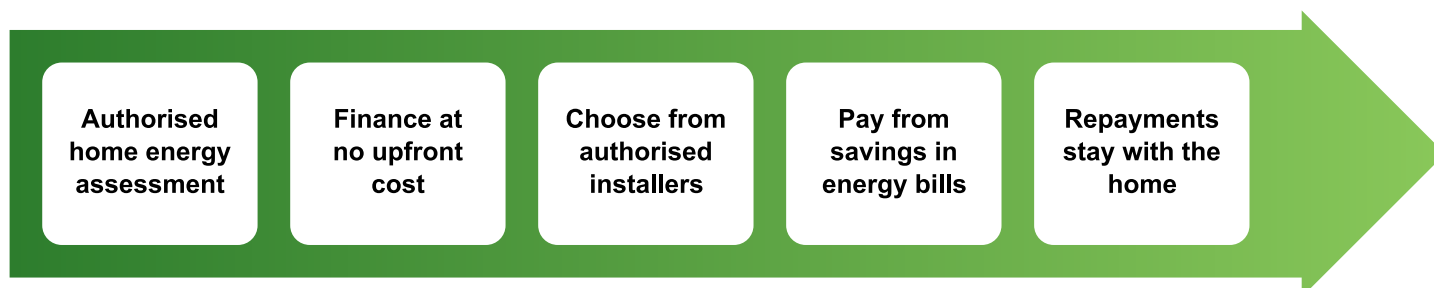 Authorised
home energy
assessment
Finance at
no upfront
cost
Choose from
authorised
installers
Pay from
savings in
energy bills
Repayments
stay with the
home